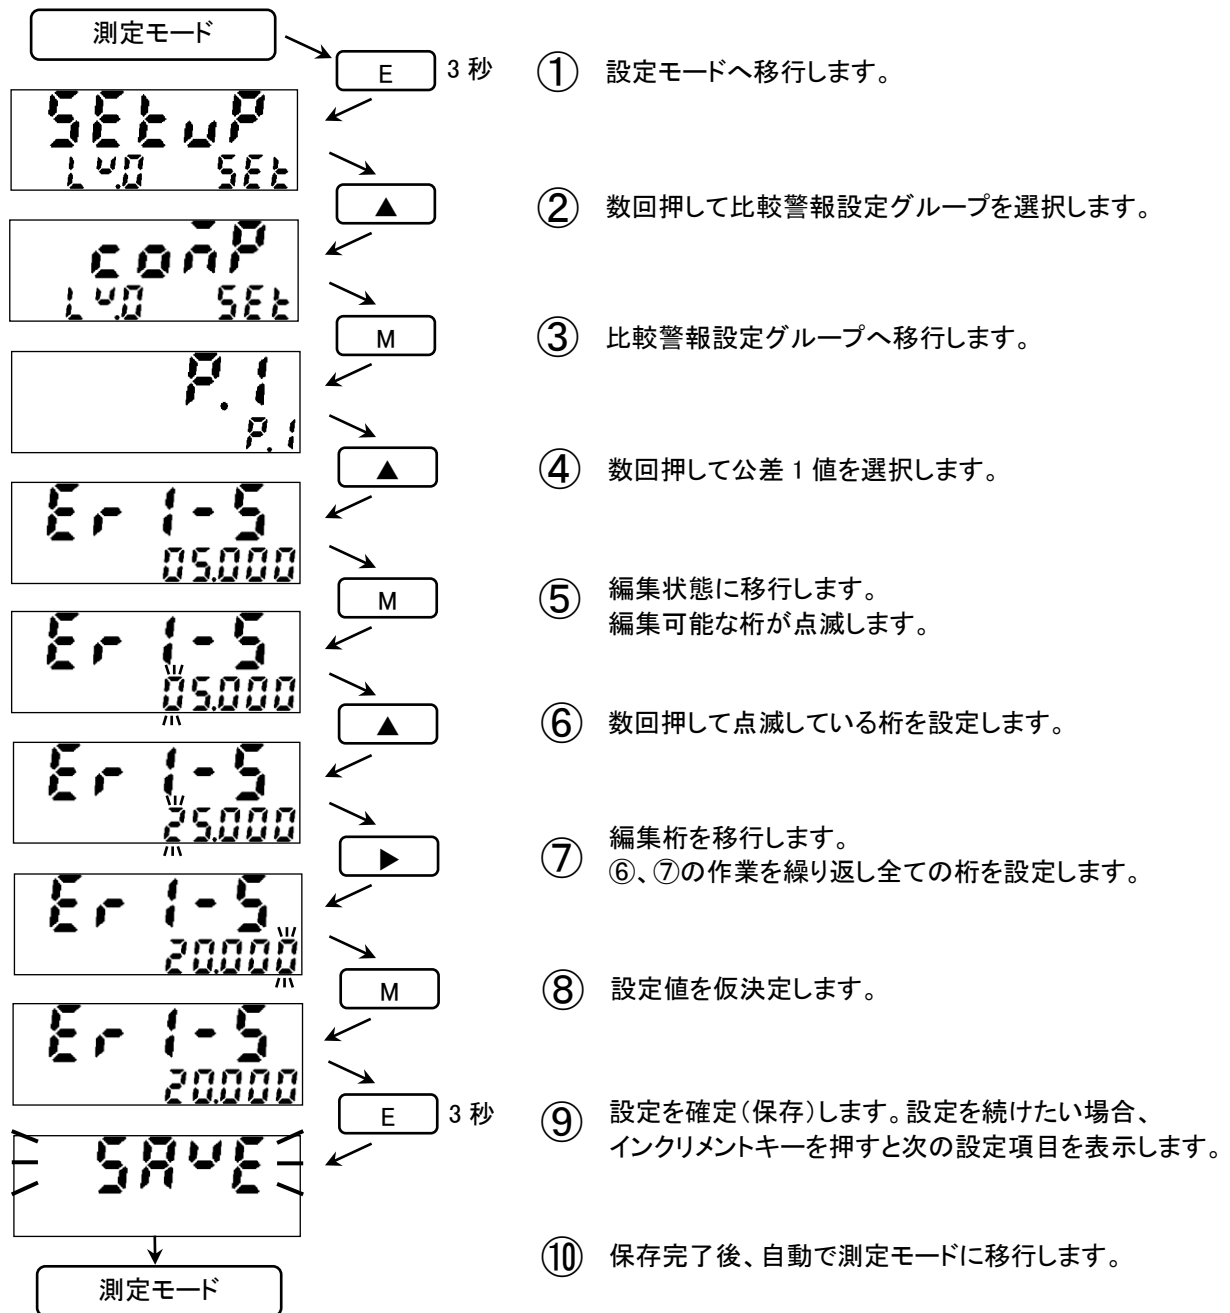 測定モード
E 3 秒 ① 設定モードへ移行します。
SEtuP
Lv.0 SEt
▲ ② 数回押して比較警報設定グループを選択します。
comP
Lv.0 SEt
M ③ 比較警報設定グループへ移行します。
P.1
P.1
▲ ④ 数回押して公差 1 値を選択します。
Er 1-S
05.000
M ⑤ 編集状態に移行します。
編集可能な桁が点滅します。
Er 1-S
05.000
▲ ⑥ 数回押して点滅している桁を設定します。
Er 1-S
25.000
▶ ⑦ 編集桁を移行します。
⑥、⑦の作業を繰り返し全ての桁を設定します。
Er 1-S
20.000
M ⑧ 設定値を仮決定します。
Er 1-S
20.000
E 3 秒 ⑨ 設定を確定(保存)します。設定を続けたい場合、
インクリメントキーを押すと次の設定項目を表示します。
SAvE
⑩ 保存完了後、自動で測定モードに移行します。
測定モード